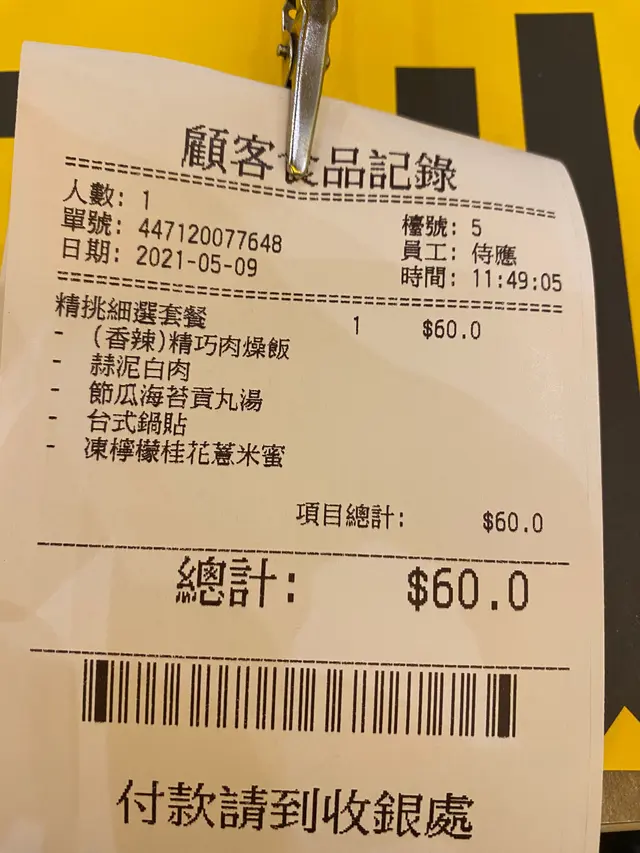 顧客食品記錄
人數: 1
單號: 447120077648 檯號: 5
日期: 2021-05-09 員工: 侍應
時間: 11:49:05
精挑細選套餐 1 $60.0
- (香辣)精巧肉燥飯
- 蒜泥白肉
- 節瓜海苔貢丸湯
- 台式鍋貼
- 凍檸檬桂花薏米蜜
項目總計: $60.0
總計: $60.0
付款請到收銀處